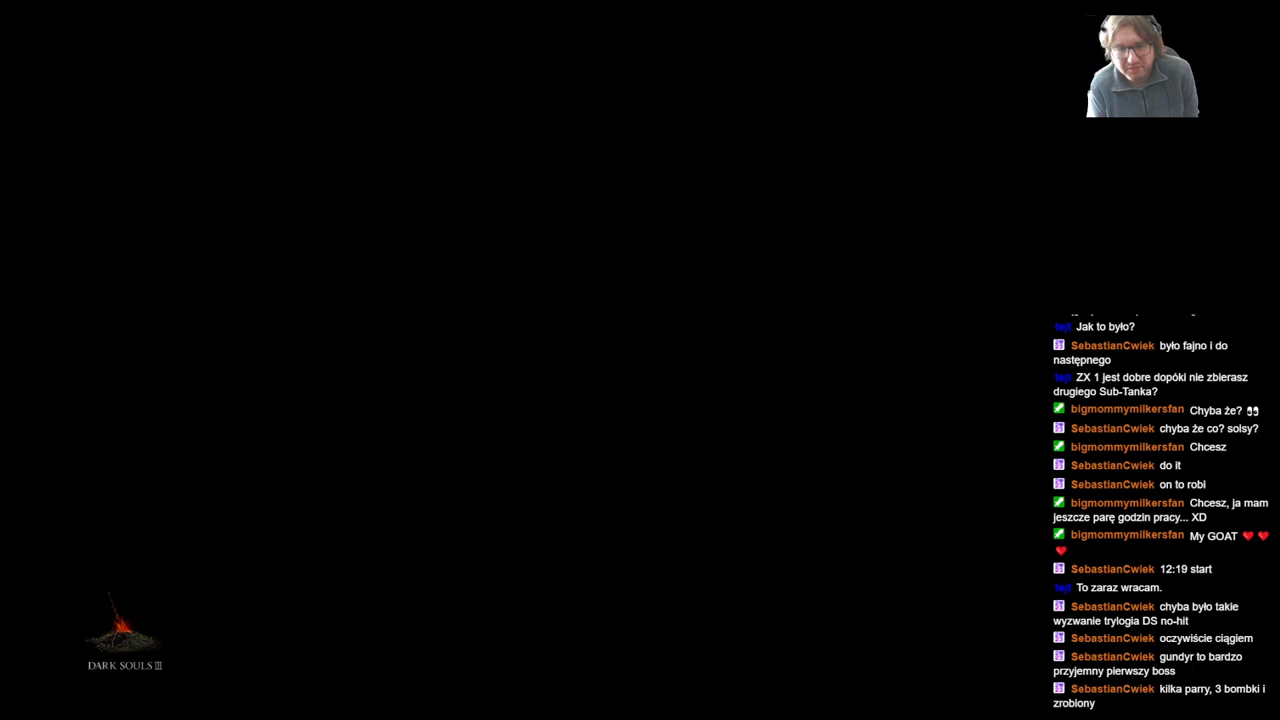 Jak to było?
SebastianCwiek było fajno i do
następnego
ZX 1 jest dobre dopóki nie zbierasz
drugiego Sub-Tanka?
bigmommymilkersfan Chyba że? 👀
SebastianCwiek chyba że co? solsy?
bigmommymilkersfan Chcesz
SebastianCwiek do it
SebastianCwiek on to robi
bigmommymilkersfan Chcesz, ja mam
jeszcze parę godzin pracy... XD
bigmommymilkersfan My GOAT ❤️ ❤️
❤️
SebastianCwiek 12:19 start
To zaraz wracam.
SebastianCwiek chyba było takie
wyzwanie trylogia DS no-hit
SebastianCwiek oczywiście ciągiem
SebastianCwiek gundyr to bardzo
przyjemny pierwszy boss
SebastianCwiek kilka parry, 3 bombki i
zrobiony
DARK SOULS III